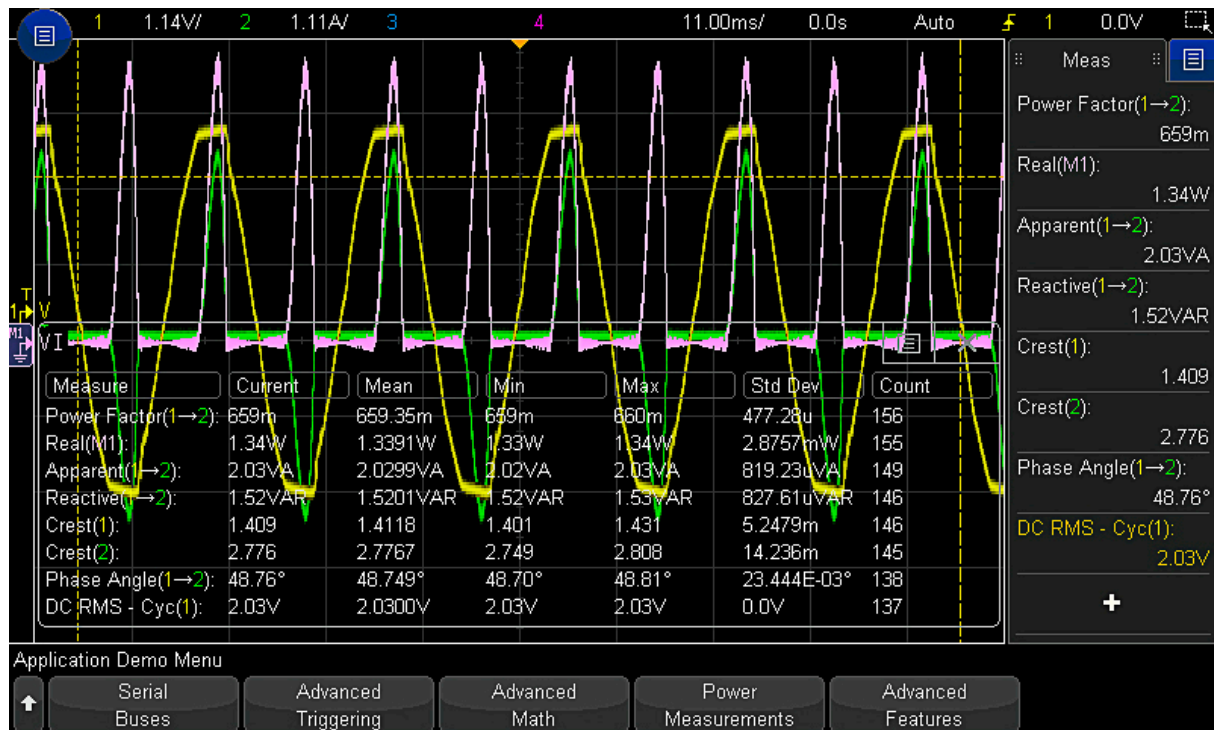 1 1.14V/ 2 1.11A/ 3 4 11.00ms/ 0.0s Auto 1 0.0V
Meas
Power Factor(1→2):
659m
Real(M1):
1.34W
Apparent(1→2):
2.03VA
Reactive(1→2):
1.52VAR
Crest(1):
1.409
Crest(2):
2.776
Phase Angle(1→2):
48.76°
DC RMS - Cyc(1):
2.03V
T
1 V
M1 VI
Measure Current Mean Min Max Std Dev Count
Power Factor(1→2): 659m 659.35m 659m 660m 477.28u 156
Real(M1): 1.34W 1.3391W 1.33W 1.34W 2.8757mW 155
Apparent(1→2): 2.03VA 2.0299VA 2.02VA 2.03VA 819.23uVA 149
Reactive(1→2): 1.52VAR 1.5201VAR 1.52VAR 1.53VAR 827.61uVAR 146
Crest(1): 1.409 1.4118 1.401 1.431 5.2479m 146
Crest(2): 2.776 2.7767 2.749 2.808 14.236m 145
Phase Angle(1→2): 48.76° 48.749° 48.70° 48.81° 23.444E-03° 138
DC RMS - Cyc(1): 2.03V 2.0300V 2.03V 2.03V 0.0V 137
Application Demo Menu
Serial
Buses
Advanced
Triggering
Advanced
Math
Power
Measurements
Advanced
Features